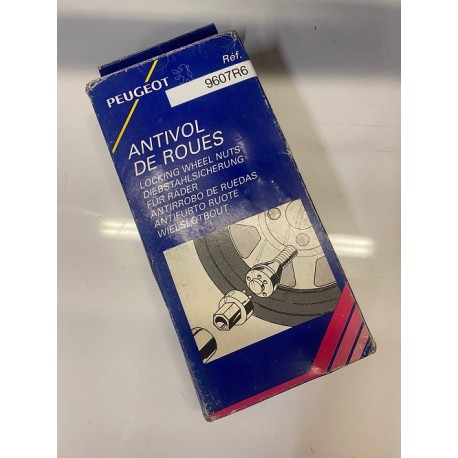 PEUGEOT
Réf.
9607R6
ANTIVOL
DE ROUES
LOCKING WHEEL NUTS
DIEBSTAHLSICHERUNG
FÜR RÄDER
ANTIRROBO DE RUEDAS
ANTIFURTO RUOTE
WIELSLOTBOUT